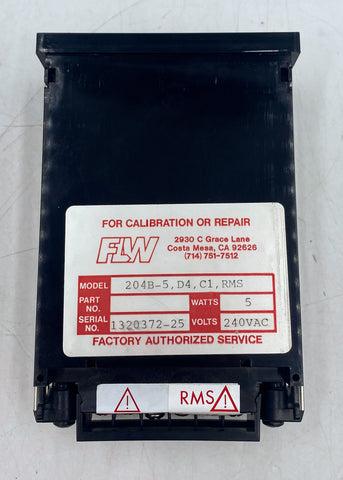 FOR CALIBRATION OR REPAIR
FLW
2930 C Grace Lane
Costa Mesa, CA 92626
(714) 751-7512
MODEL 204B-5,D4,C1,RMS
PART NO. WATTS 5
SERIAL NO. 1320372-25 VOLTS 240VAC
FACTORY AUTHORIZED SERVICE
! RMS !